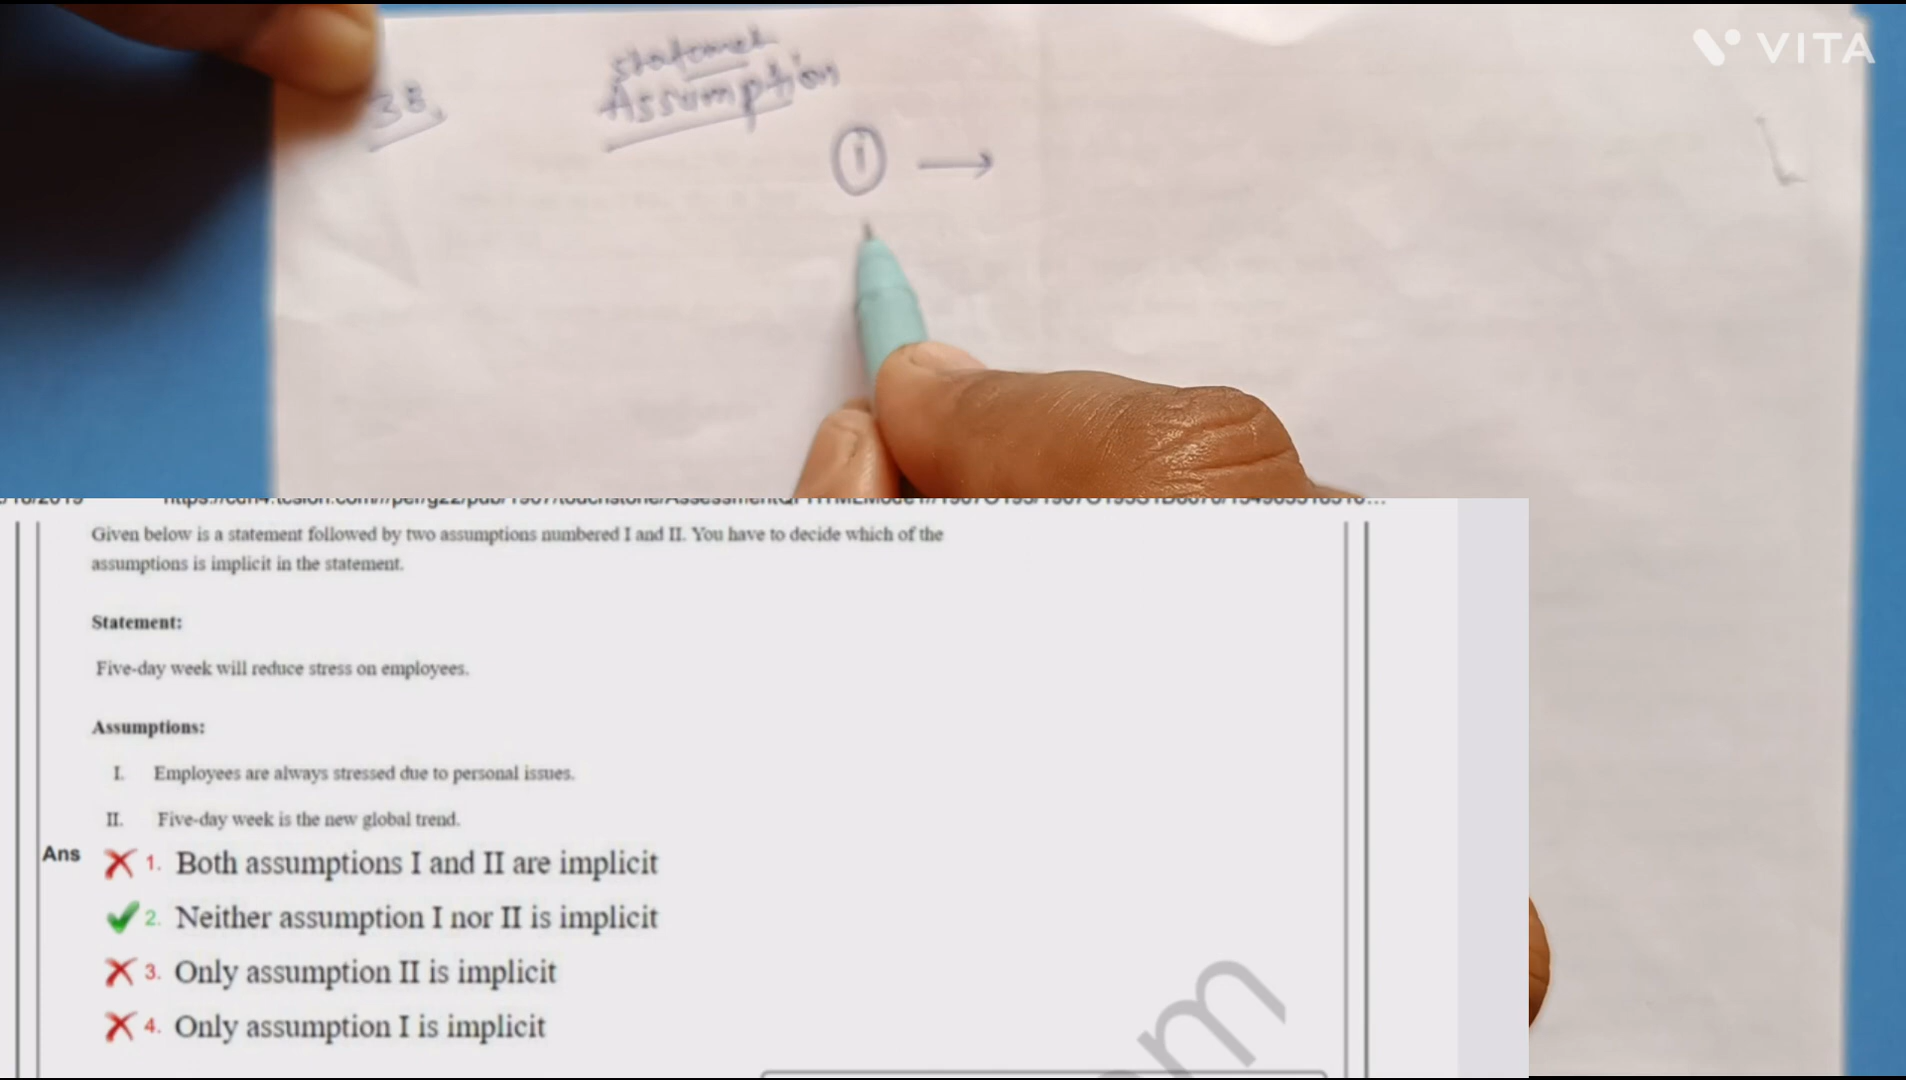 VITA
statement
38.
Assumption
① →
Given below is a statement followed by two assumptions numbered I and II. You have to decide which of the
assumptions is implicit in the statement.
Statement:
Five-day week will reduce stress on employees.
Assumptions:
I. Employees are always stressed due to personal issues.
II. Five-day week is the new global trend.
Ans
1. Both assumptions I and II are implicit
2. Neither assumption I nor II is implicit
3. Only assumption II is implicit
4. Only assumption I is implicit
m